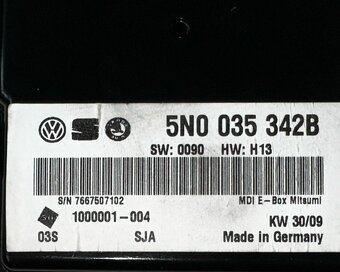 5N0 035 342B
SW: 0090 HW: H13
S/N 7667507102 MDI E-Box Mitsumi
1000001-004 KW 30/09
03S SJA Made in Germany